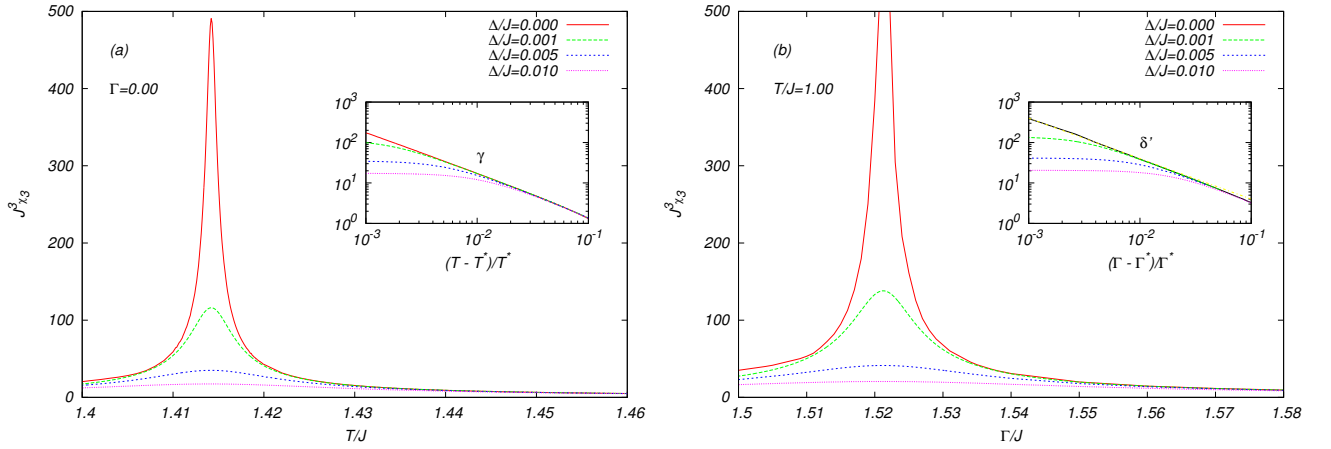 (a)
Γ=0.00
Δ/J=0.000
Δ/J=0.001
Δ/J=0.005
Δ/J=0.010
500
400
300
200
100
0
J³χ₃
1.4
1.41
1.42
1.43
1.44
1.45
1.46
T/J
γ
10³
10²
10¹
10⁰
10⁻³
10⁻²
10⁻¹
(T - T*)/T*
(b)
T/J=1.00
Δ/J=0.000
Δ/J=0.001
Δ/J=0.005
Δ/J=0.010
500
400
300
200
100
0
J³χ₃
1.5
1.51
1.52
1.53
1.54
1.55
1.56
1.57
1.58
Γ/J
δ'
10³
10²
10¹
10⁰
10⁻³
10⁻²
10⁻¹
(Γ - Γ*)/Γ*